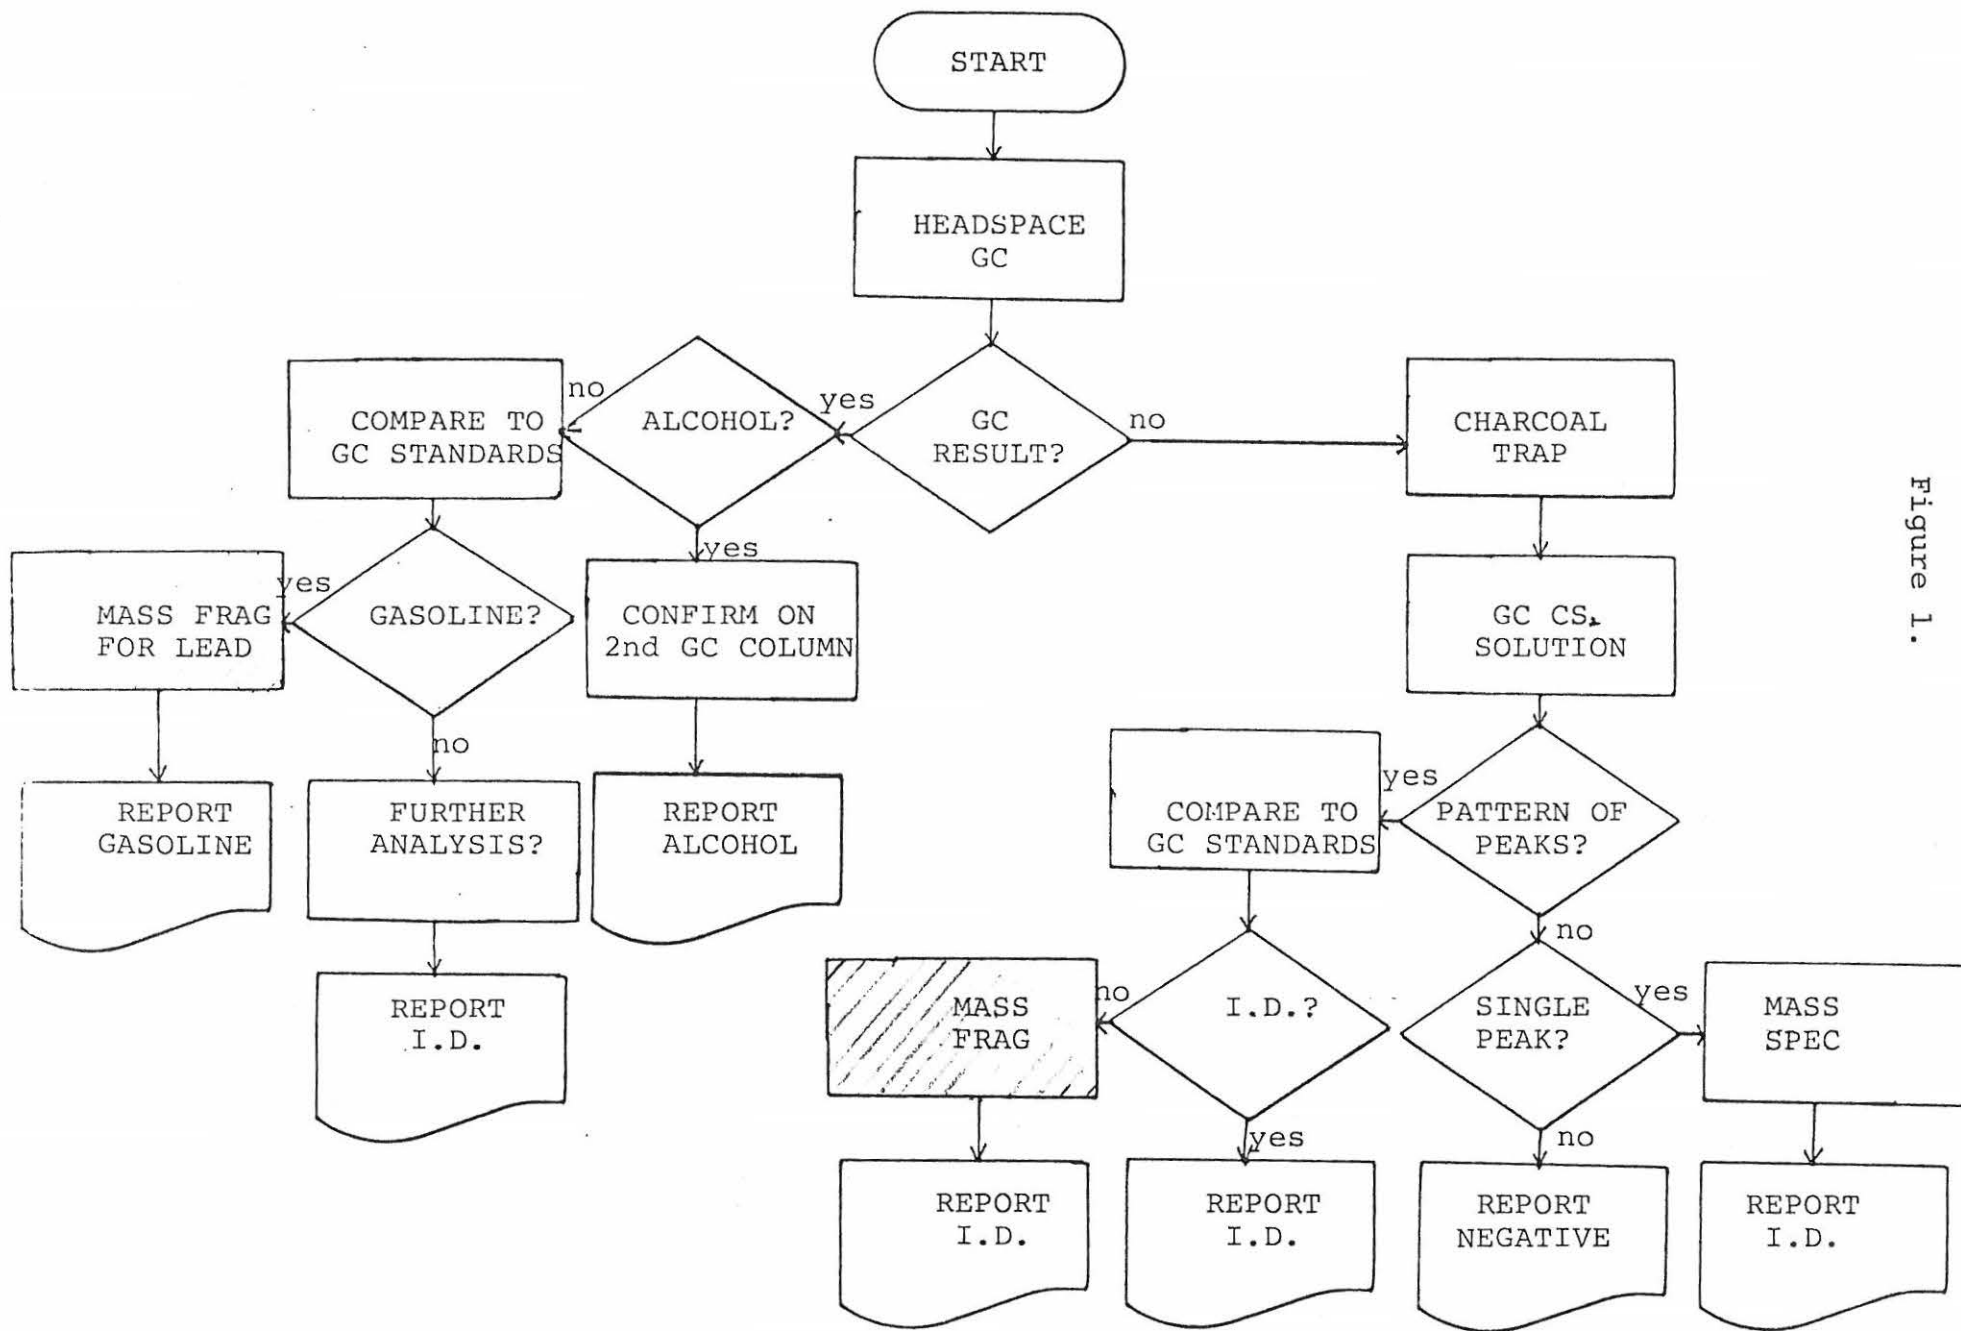 START
HEADSPACE
GC
GC
RESULT?
yes
no
ALCOHOL?
no
yes
COMPARE TO
GC STANDARDS
CHARCOAL
TRAP
GASOLINE?
yes
no
MASS FRAG
FOR LEAD
CONFIRM ON
2nd GC COLUMN
GC CS₂
SOLUTION
REPORT
GASOLINE
FURTHER
ANALYSIS?
REPORT
ALCOHOL
COMPARE TO
GC STANDARDS
yes
PATTERN OF
PEAKS?
no
REPORT
I.D.
MASS
FRAG
no
I.D.?
yes
SINGLE
PEAK?
yes
no
MASS
SPEC
REPORT
I.D.
REPORT
I.D.
REPORT
NEGATIVE
REPORT
I.D.
Figure 1.